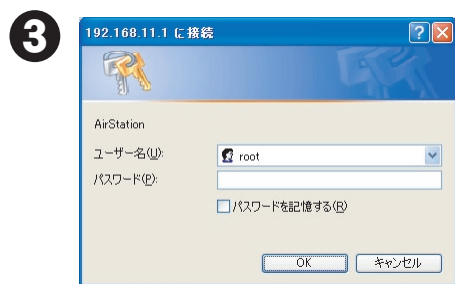 3
192.168.11.1 に接続
AirStation
ユーザー名(U):
root
パスワード(P):
パスワードを記憶する(R)
OK
キャンセル